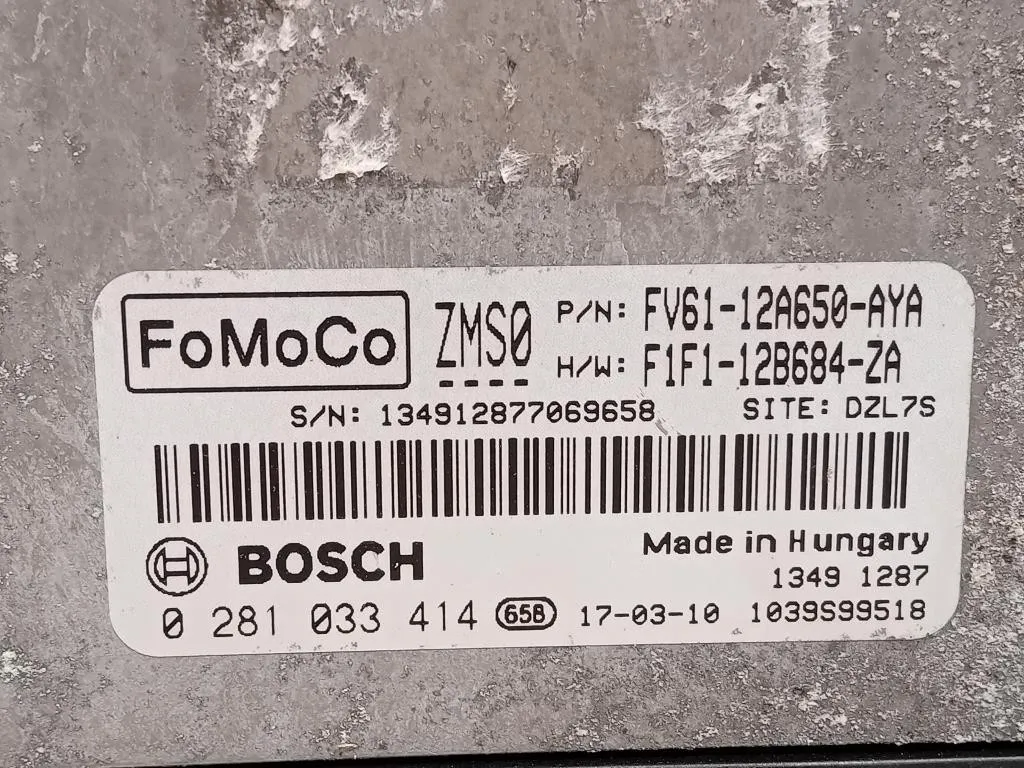 FoMoCo ZMS0 P/N: FV61-12A650-AYA
H/W: F1F1-12B684-ZA
S/N: 134912877069658 SITE: DZL7S
BOSCH Made in Hungary
1349 1287
0 281 033 414 658 17-03-10 1039S99518